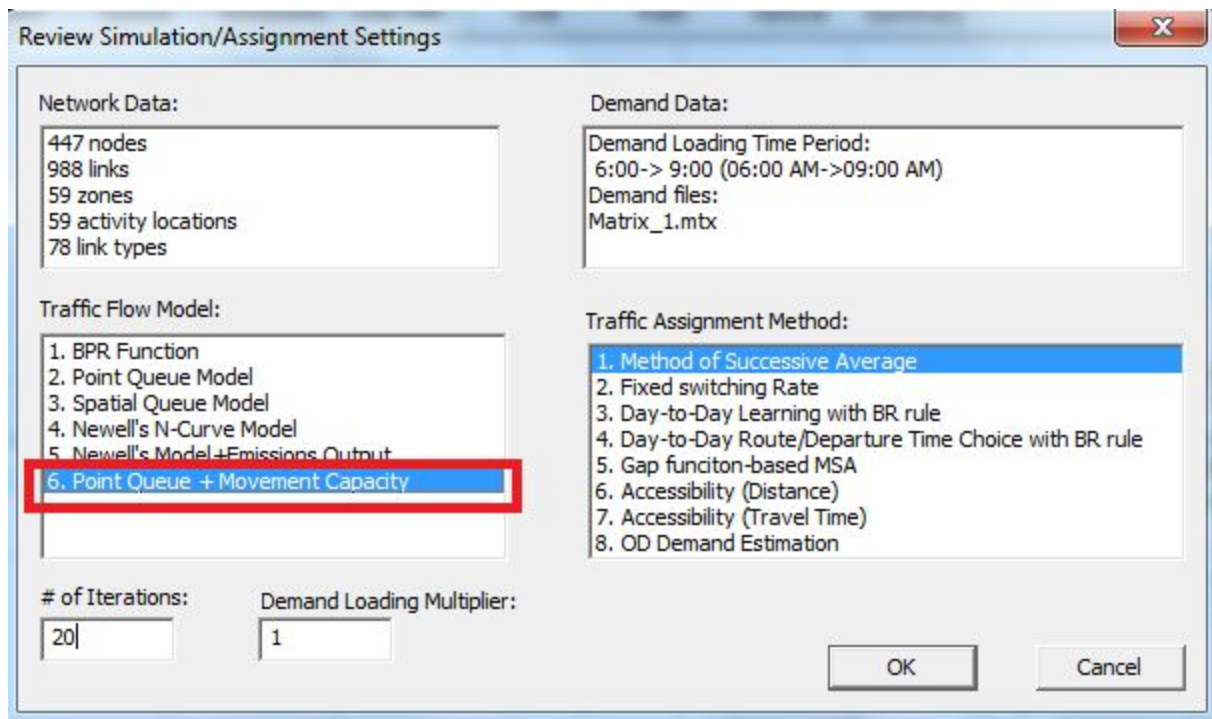 Review Simulation/Assignment Settings
Network Data:
447 nodes
988 links
59 zones
59 activity locations
78 link types
Demand Data:
Demand Loading Time Period:
6:00-> 9:00 (06:00 AM->09:00 AM)
Demand files:
Matrix_1.mtx
Traffic Flow Model:
1. BPR Function
2. Point Queue Model
3. Spatial Queue Model
4. Newell's N-Curve Model
5. Newell's Model+Emissions Output
6. Point Queue + Movement Capacity
Traffic Assignment Method:
1. Method of Successive Average
2. Fixed switching Rate
3. Day-to-Day Learning with BR rule
4. Day-to-Day Route/Departure Time Choice with BR rule
5. Gap funciton-based MSA
6. Accessibility (Distance)
7. Accessibility (Travel Time)
8. OD Demand Estimation
# of Iterations:
20
Demand Loading Multiplier:
1
OK
Cancel